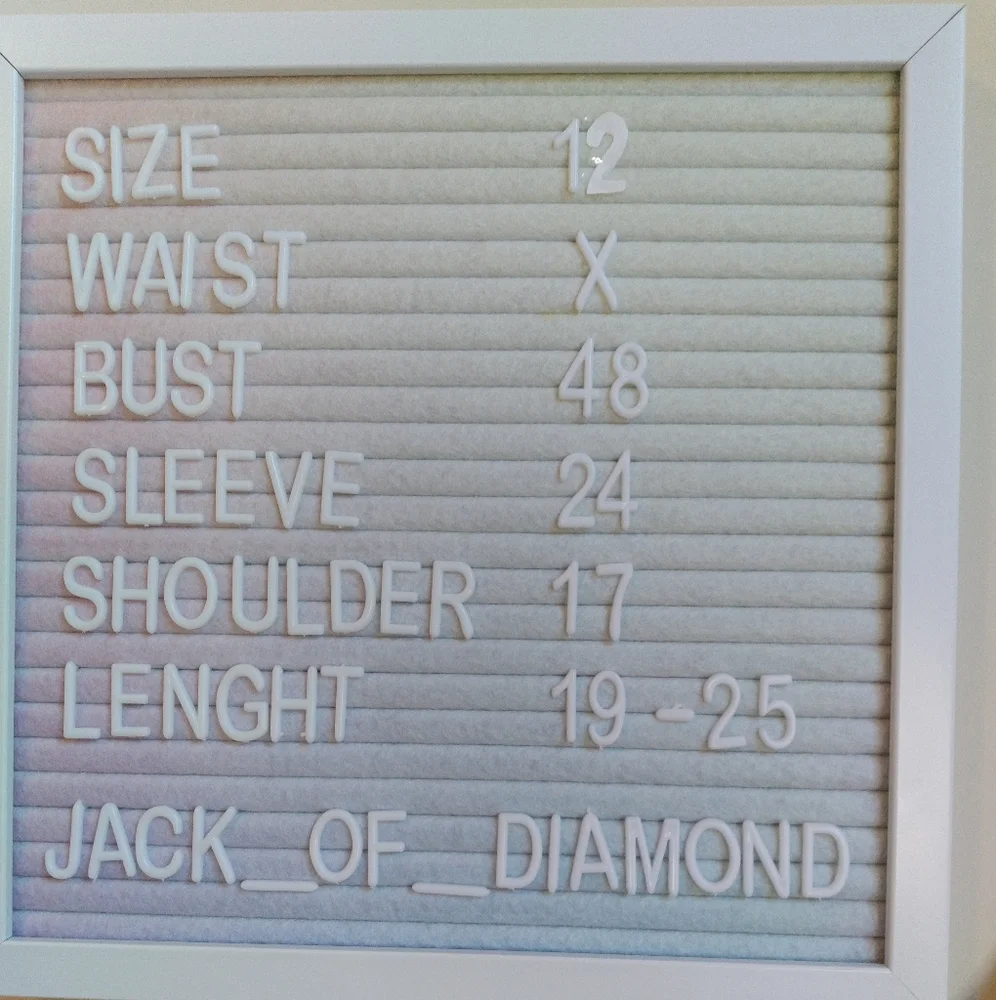 SIZE 12
WAIST X
BUST 48
SLEEVE 24
SHOULDER 17
LENGHT 19-25
JACK_OF_DIAMOND